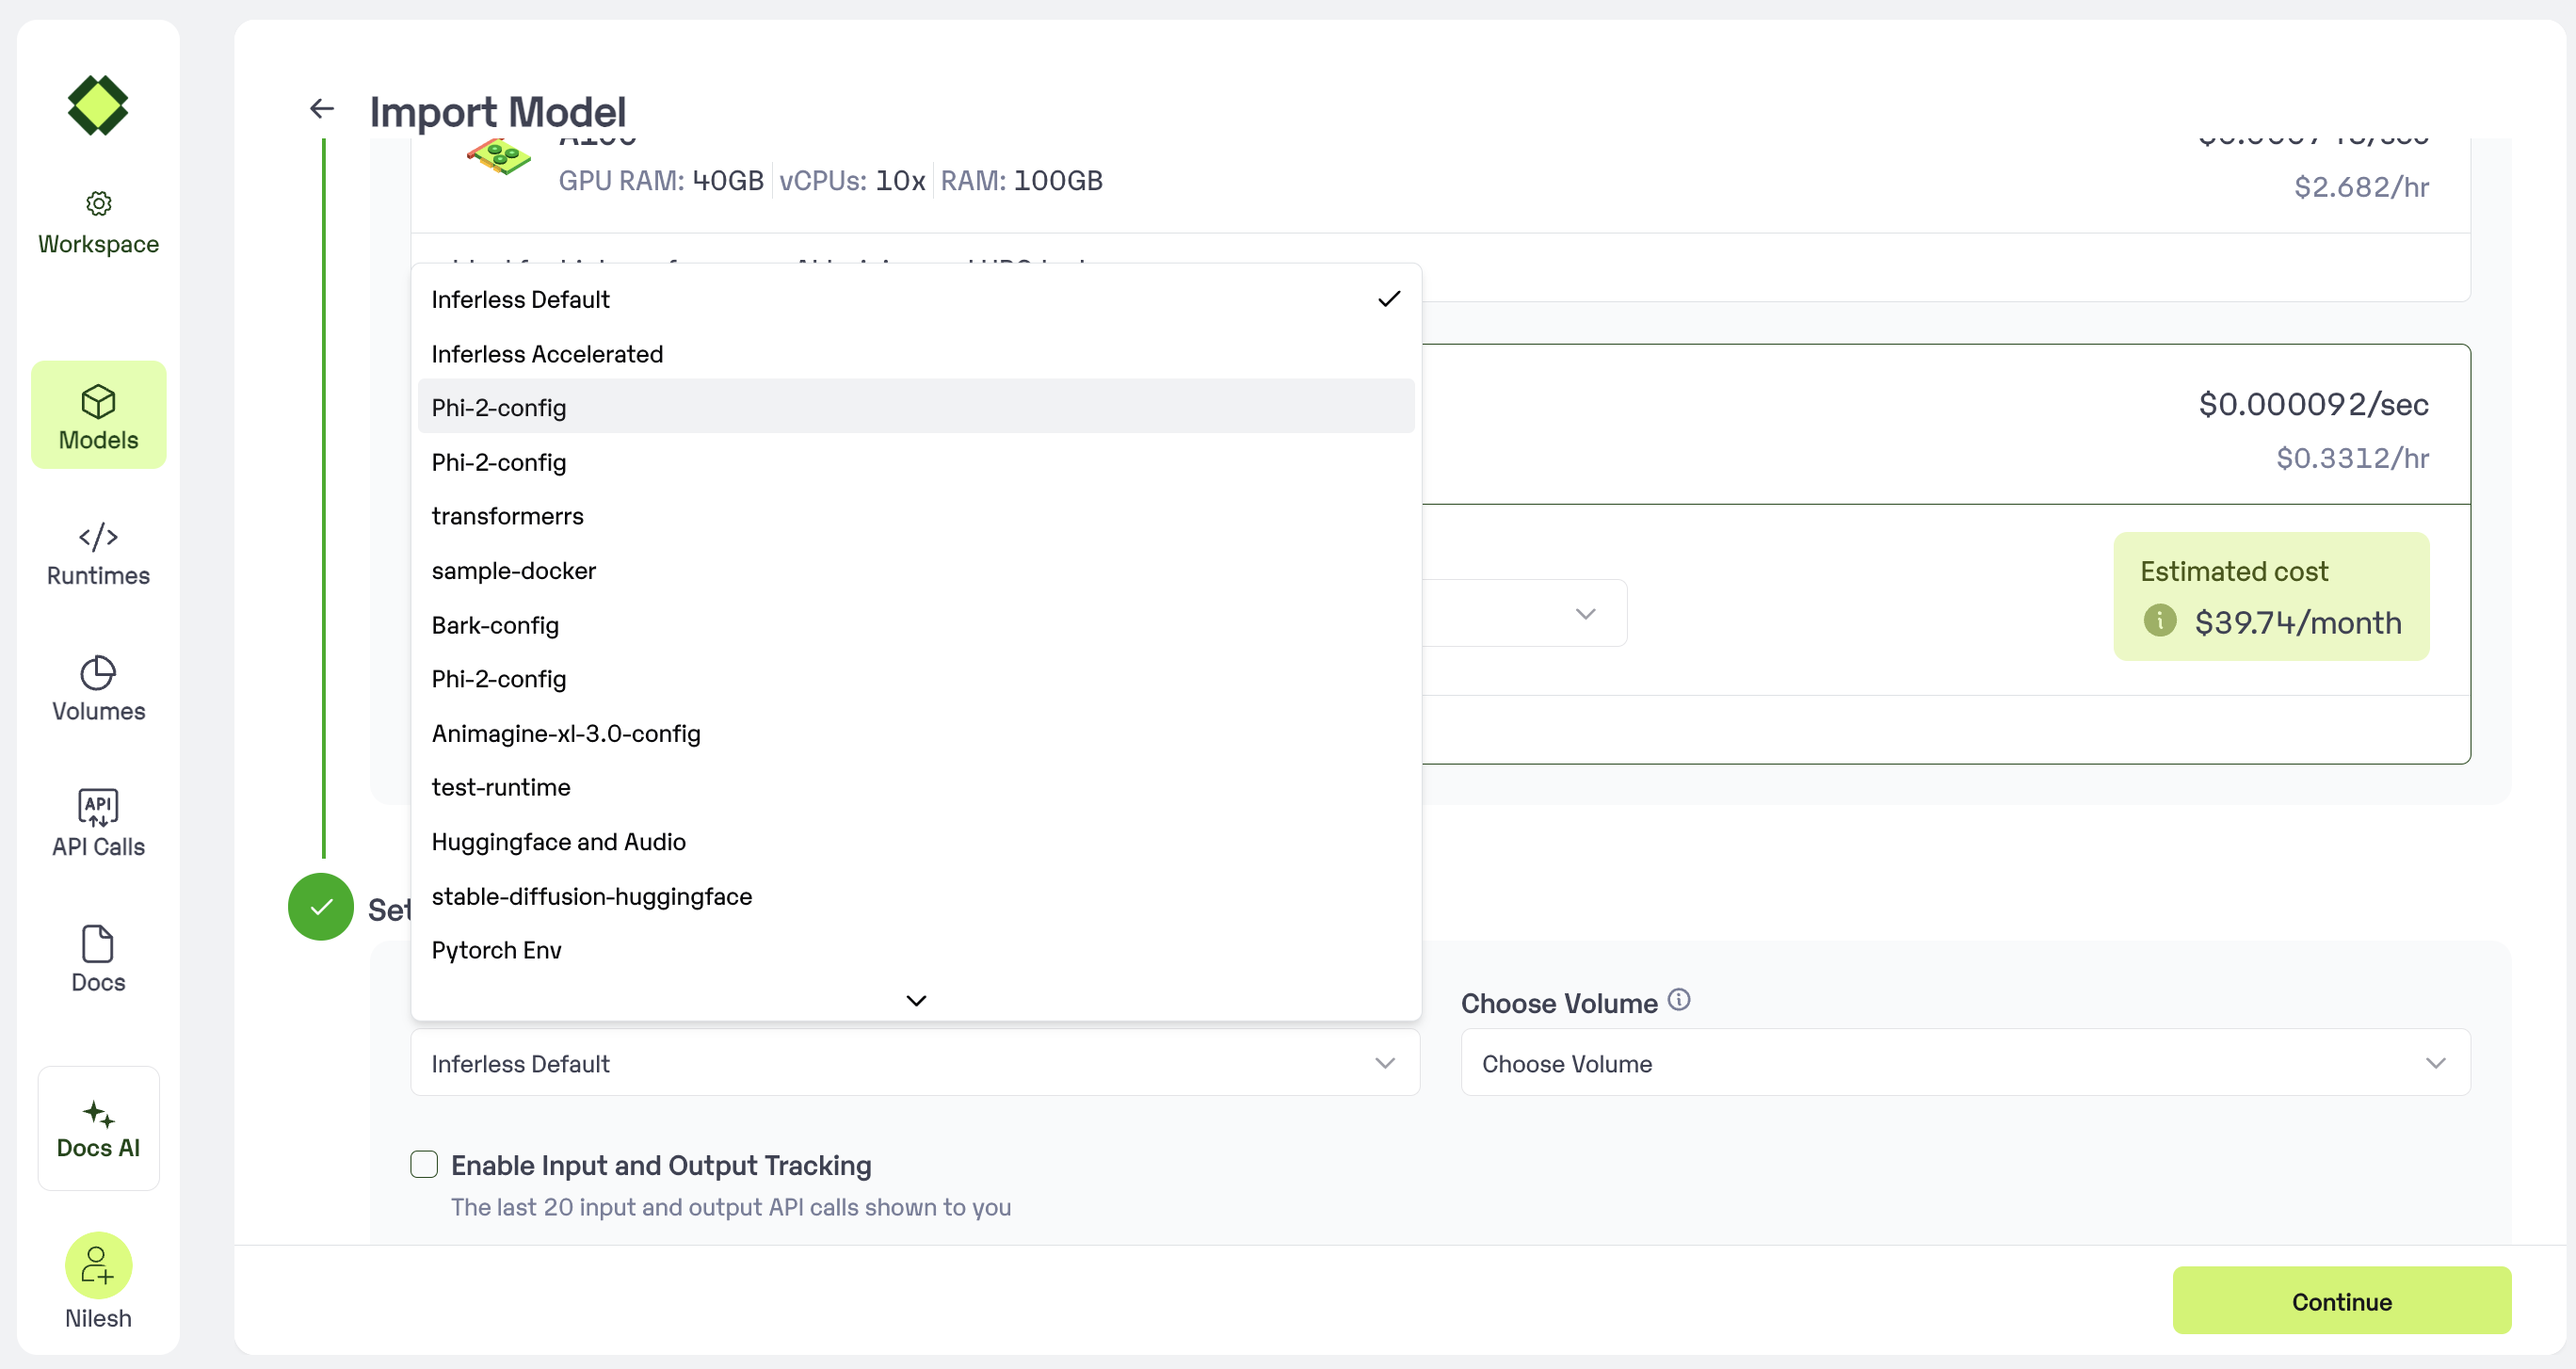 Import Model
Workspace
Models
Runtimes
Volumes
API
API Calls
Docs
Docs AI
Nilesh
GPU RAM: 40GB vCPUs: 10x RAM: 100GB
$2.682/hr
Inferless Default
Inferless Accelerated
Phi-2-config
Phi-2-config
transformerrs
sample-docker
Bark-config
Phi-2-config
Animagine-xl-3.0-config
test-runtime
Huggingface and Audio
stable-diffusion-huggingface
Pytorch Env
$0.000092/sec
$0.3312/hr
Estimated cost
$39.74/month
Set
Choose Volume
Inferless Default
Choose Volume
Enable Input and Output Tracking
The last 20 input and output API calls shown to you
Continue